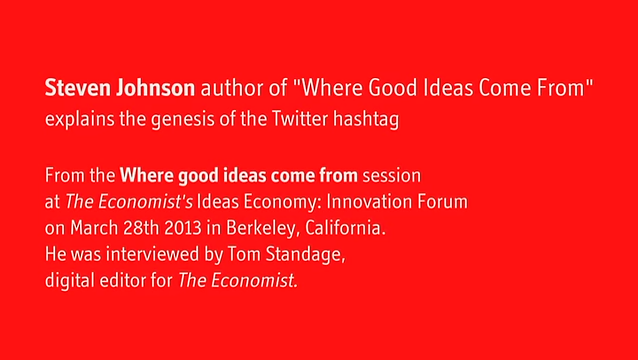 Steven Johnson author of "Where Good Ideas Come From"
explains the genesis of the Twitter hashtag
From the Where good ideas come from session
at The Economist's Ideas Economy: Innovation Forum
on March 28th 2013 in Berkeley, California.
He was interviewed by Tom Standage,
digital editor for The Economist.